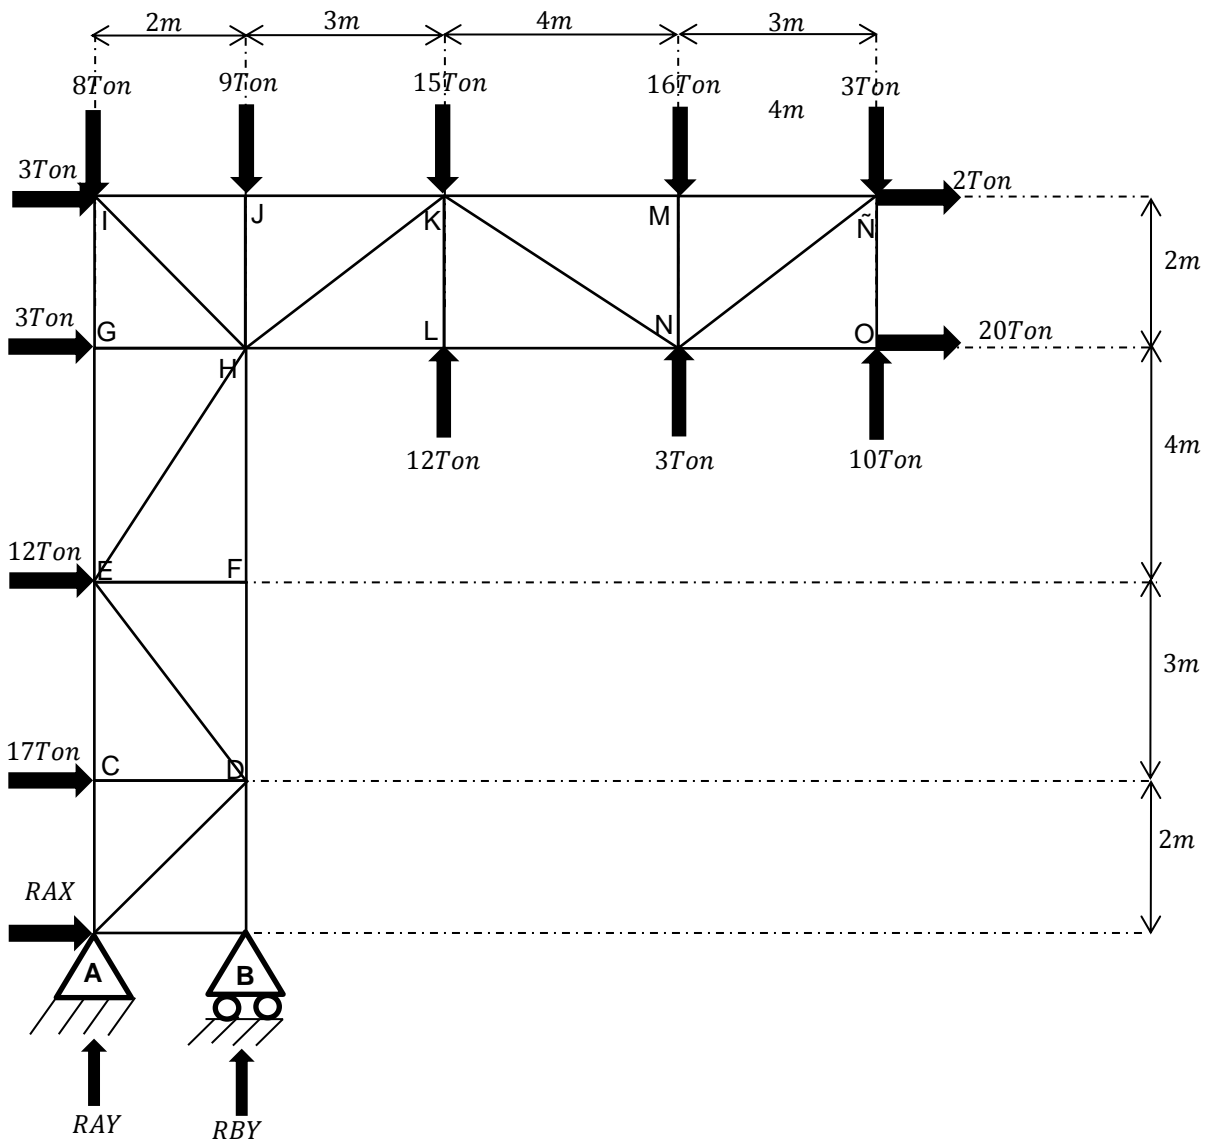 2m 3m 4m 3m
8Ton 9Ton 15Ton 16Ton 3Ton
4m
3Ton 2Ton
I J K M Ñ
2m
3Ton G L N O 20Ton
H
12Ton 3Ton 10Ton 4m
12Ton E F
3m
17Ton C D
2m
RAX
A B
RAY RBY